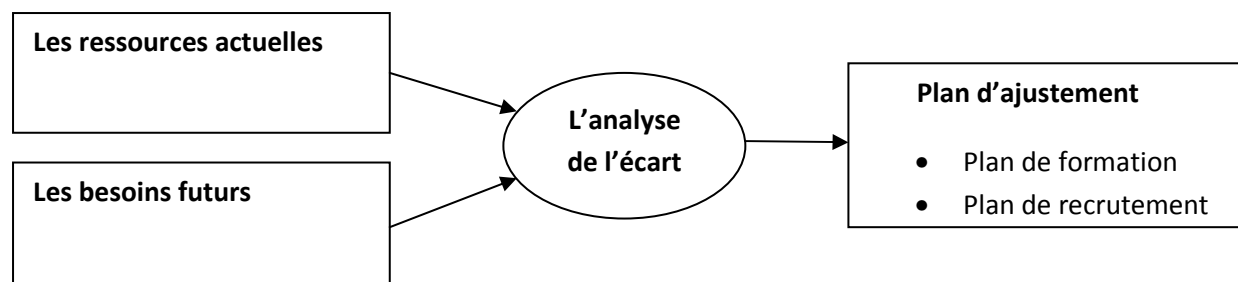 Les ressources actuelles
Les besoins futurs
L’analyse
de l’écart
Plan d’ajustement
• Plan de formation
• Plan de recrutement